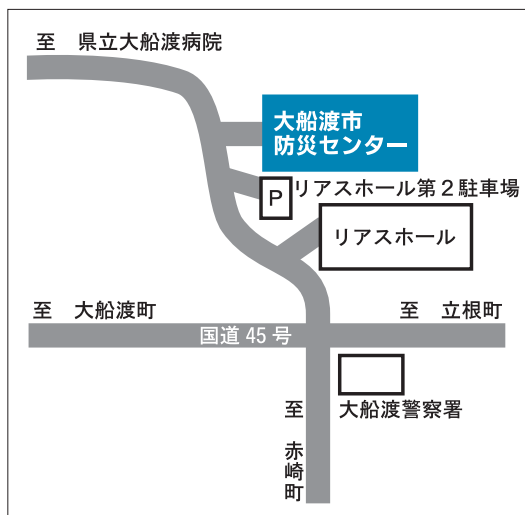 至　県立大船渡病院
大船渡市
防災センター
P
リアスホール第２駐車場
リアスホール
至　大船渡町
至　立根町
国道 45 号
大船渡警察署
至　赤崎町